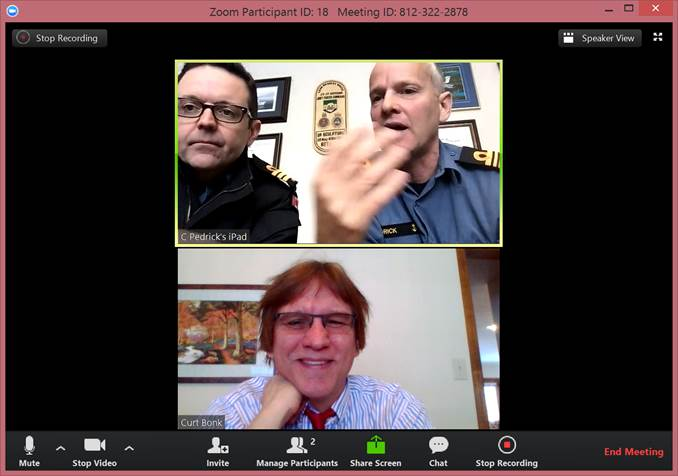 Zoom Participant ID: 18 Meeting ID: 812-322-2878
Stop Recording
Speaker View
RICK
C Pedrick's iPad
Curt Bonk
2
Mute
Stop Video
Invite
Manage Participants
Share Screen
Chat
Stop Recording
End Meeting